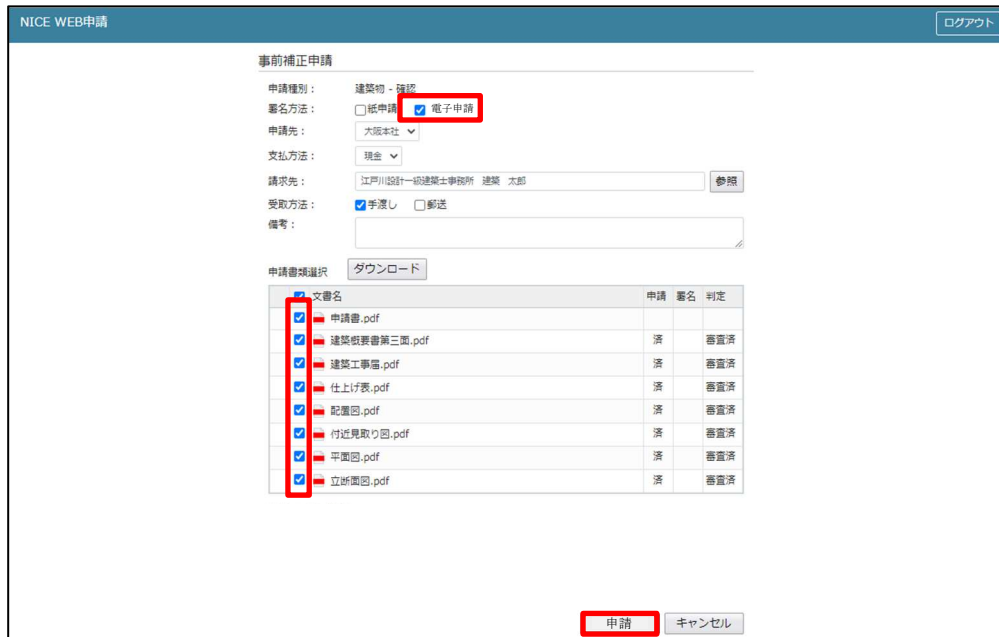 NICE WEB申請
ログアウト
事前補正申請
申請種別： 建築物 - 確認
署名方法： 紙申請 電子申請
申請先： 大阪本社
支払方法： 現金
請求先： 江戸川設計一級建築士事務所 建築 太郎 参照
受取方法： 手渡し 郵送
備考：
申請書類選択 ダウンロード
文書名 申請 署名 判定
申請書.pdf
建築概要書第三面.pdf 済 審査済
建築工事届.pdf 済 審査済
仕上げ表.pdf 済 審査済
配置図.pdf 済 審査済
付近見取り図.pdf 済 審査済
平面図.pdf 済 審査済
立断面図.pdf 済 審査済
申請 キャンセル